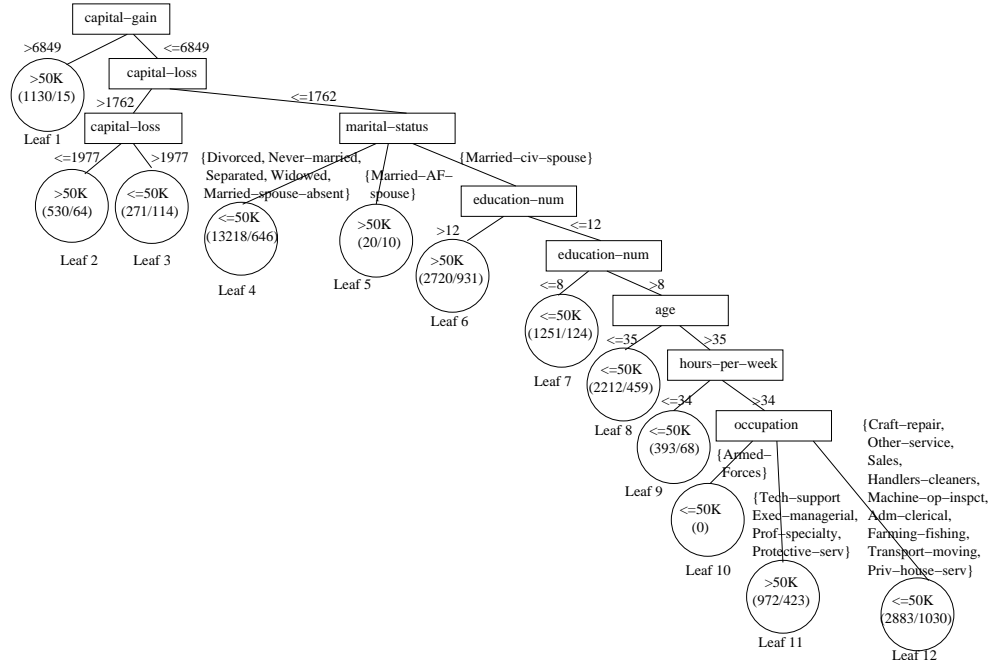 capital−gain
>6849
<=6849
>50K
(1130/15)
Leaf 1
capital−loss
>1762
<=1762
capital−loss
<=1977
>1977
>50K
(530/64)
Leaf 2
<=50K
(271/114)
Leaf 3
marital−status
{Divorced, Never−married,
Separated, Widowed,
Married−spouse−absent}
<=50K
(13218/646)
Leaf 4
{Married−AF−
spouse}
>50K
(20/10)
Leaf 5
{Married−civ−spouse}
education−num
>12
<=12
>50K
(2720/931)
Leaf 6
education−num
<=8
>8
<=50K
(1251/124)
Leaf 7
age
<=35
>35
<=50K
(2212/459)
Leaf 8
hours−per−week
<=34
>34
<=50K
(393/68)
Leaf 9
occupation
{Armed−
Forces}
<=50K
(0)
Leaf 10
{Tech−support
Exec−managerial,
Prof−specialty,
Protective−serv}
>50K
(972/423)
Leaf 11
{Craft−repair,
Other−service,
Sales,
Handlers−cleaners,
Machine−op−inspct,
Adm−clerical,
Farming−fishing,
Transport−moving,
Priv−house−serv}
<=50K
(2883/1030)
Leaf 12